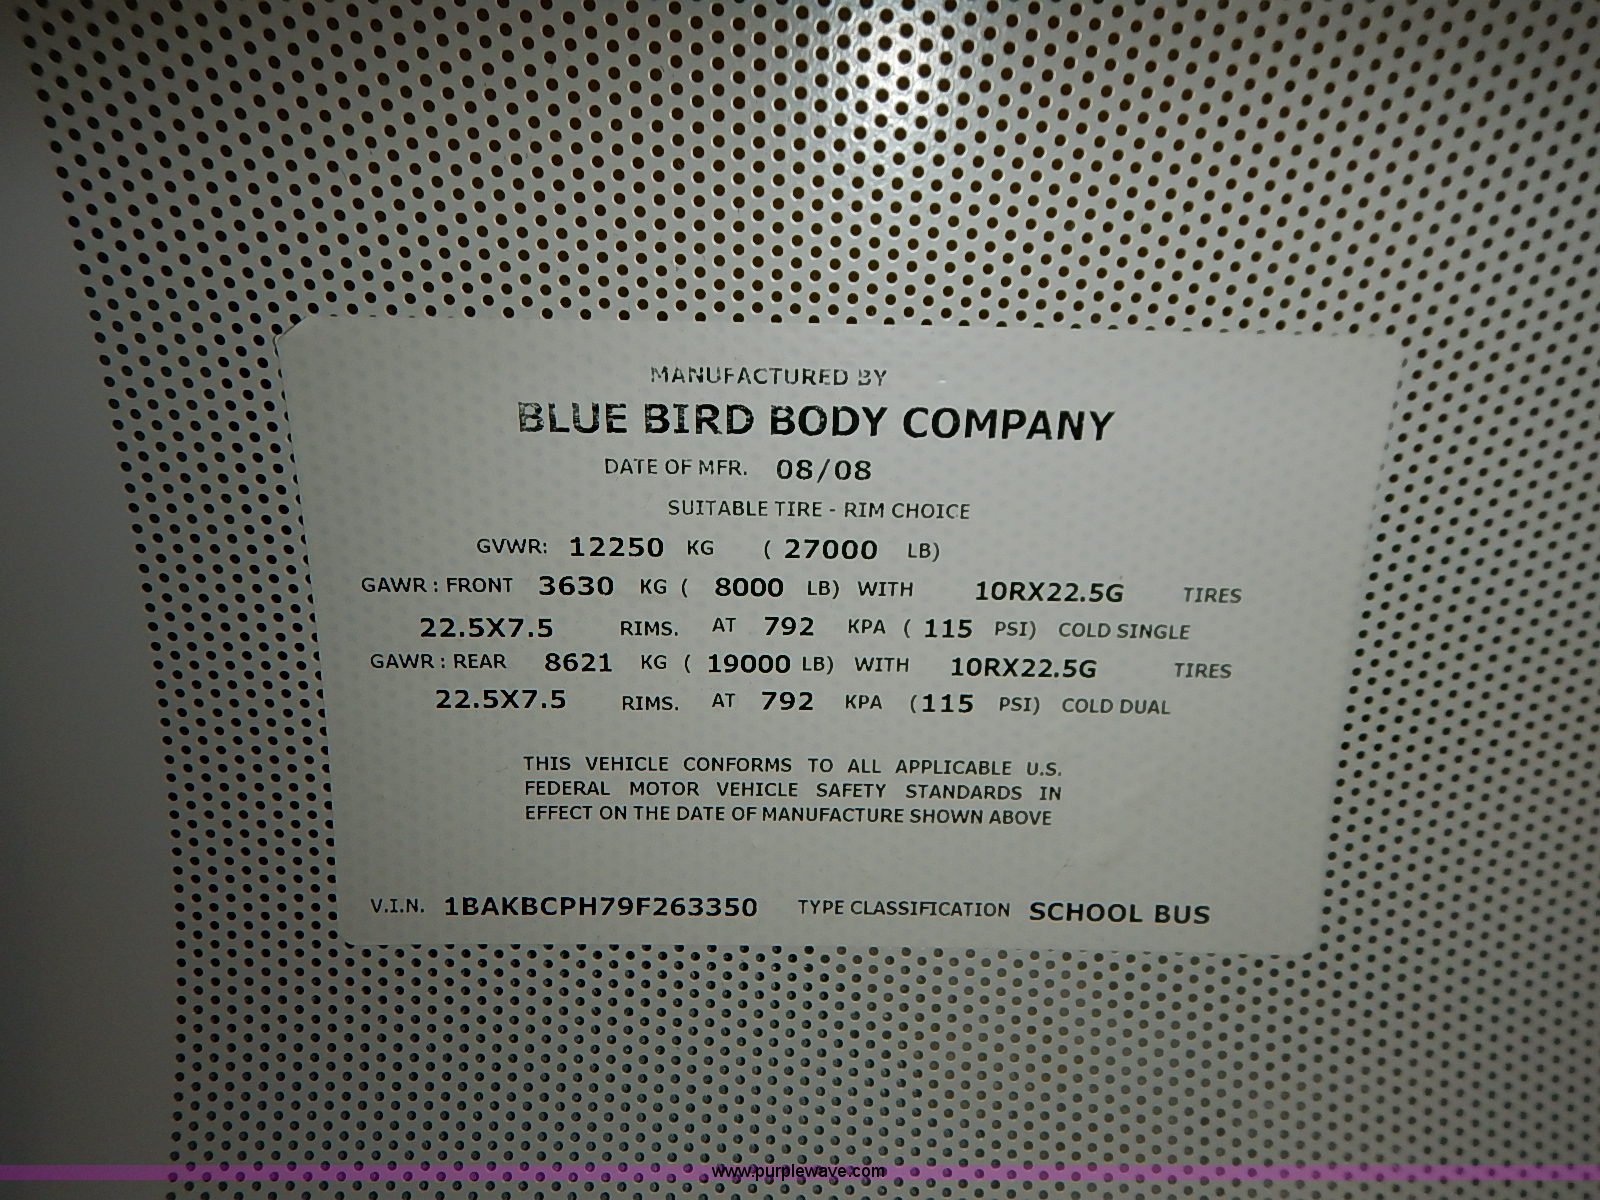 MANUFACTURED BY
BLUE BIRD BODY COMPANY
DATE OF MFR. 08/08
SUITABLE TIRE - RIM CHOICE
GVWR: 12250 KG ( 27000 LB)
GAWR : FRONT 3630 KG ( 8000 LB) WITH 10RX22.5G TIRES
22.5X7.5 RIMS. AT 792 KPA ( 115 PSI) COLD SINGLE
GAWR : REAR 8621 KG ( 19000 LB) WITH 10RX22.5G TIRES
22.5X7.5 RIMS. AT 792 KPA (115 PSI) COLD DUAL
THIS VEHICLE CONFORMS TO ALL APPLICABLE U.S.
FEDERAL MOTOR VEHICLE SAFETY STANDARDS IN
EFFECT ON THE DATE OF MANUFACTURE SHOWN ABOVE
V.I.N. 1BAKBCPH79F263350 TYPE CLASSIFICATION SCHOOL BUS
www.purplewave.com